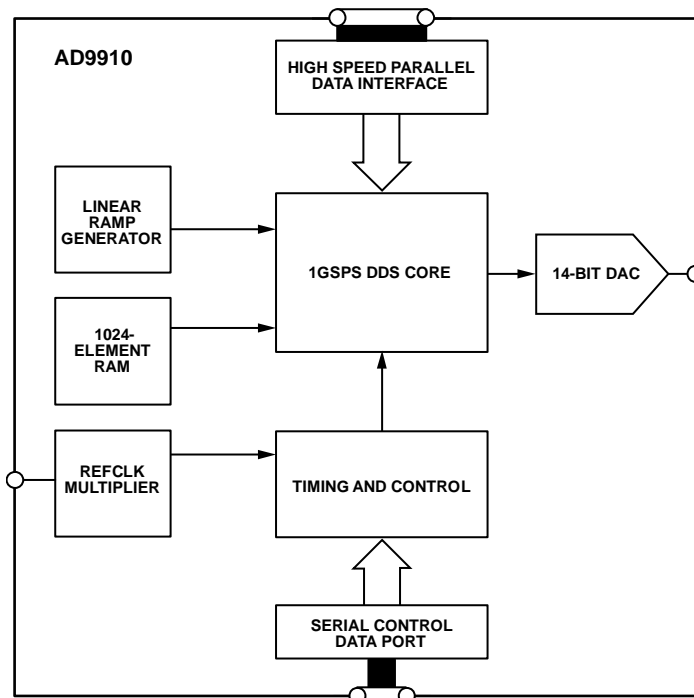 AD9910
HIGH SPEED PARALLEL
DATA INTERFACE
LINEAR
RAMP
GENERATOR
1GSPS DDS CORE
14-BIT DAC
1024-
ELEMENT
RAM
REFCLK
MULTIPLIER
TIMING AND CONTROL
SERIAL CONTROL
DATA PORT